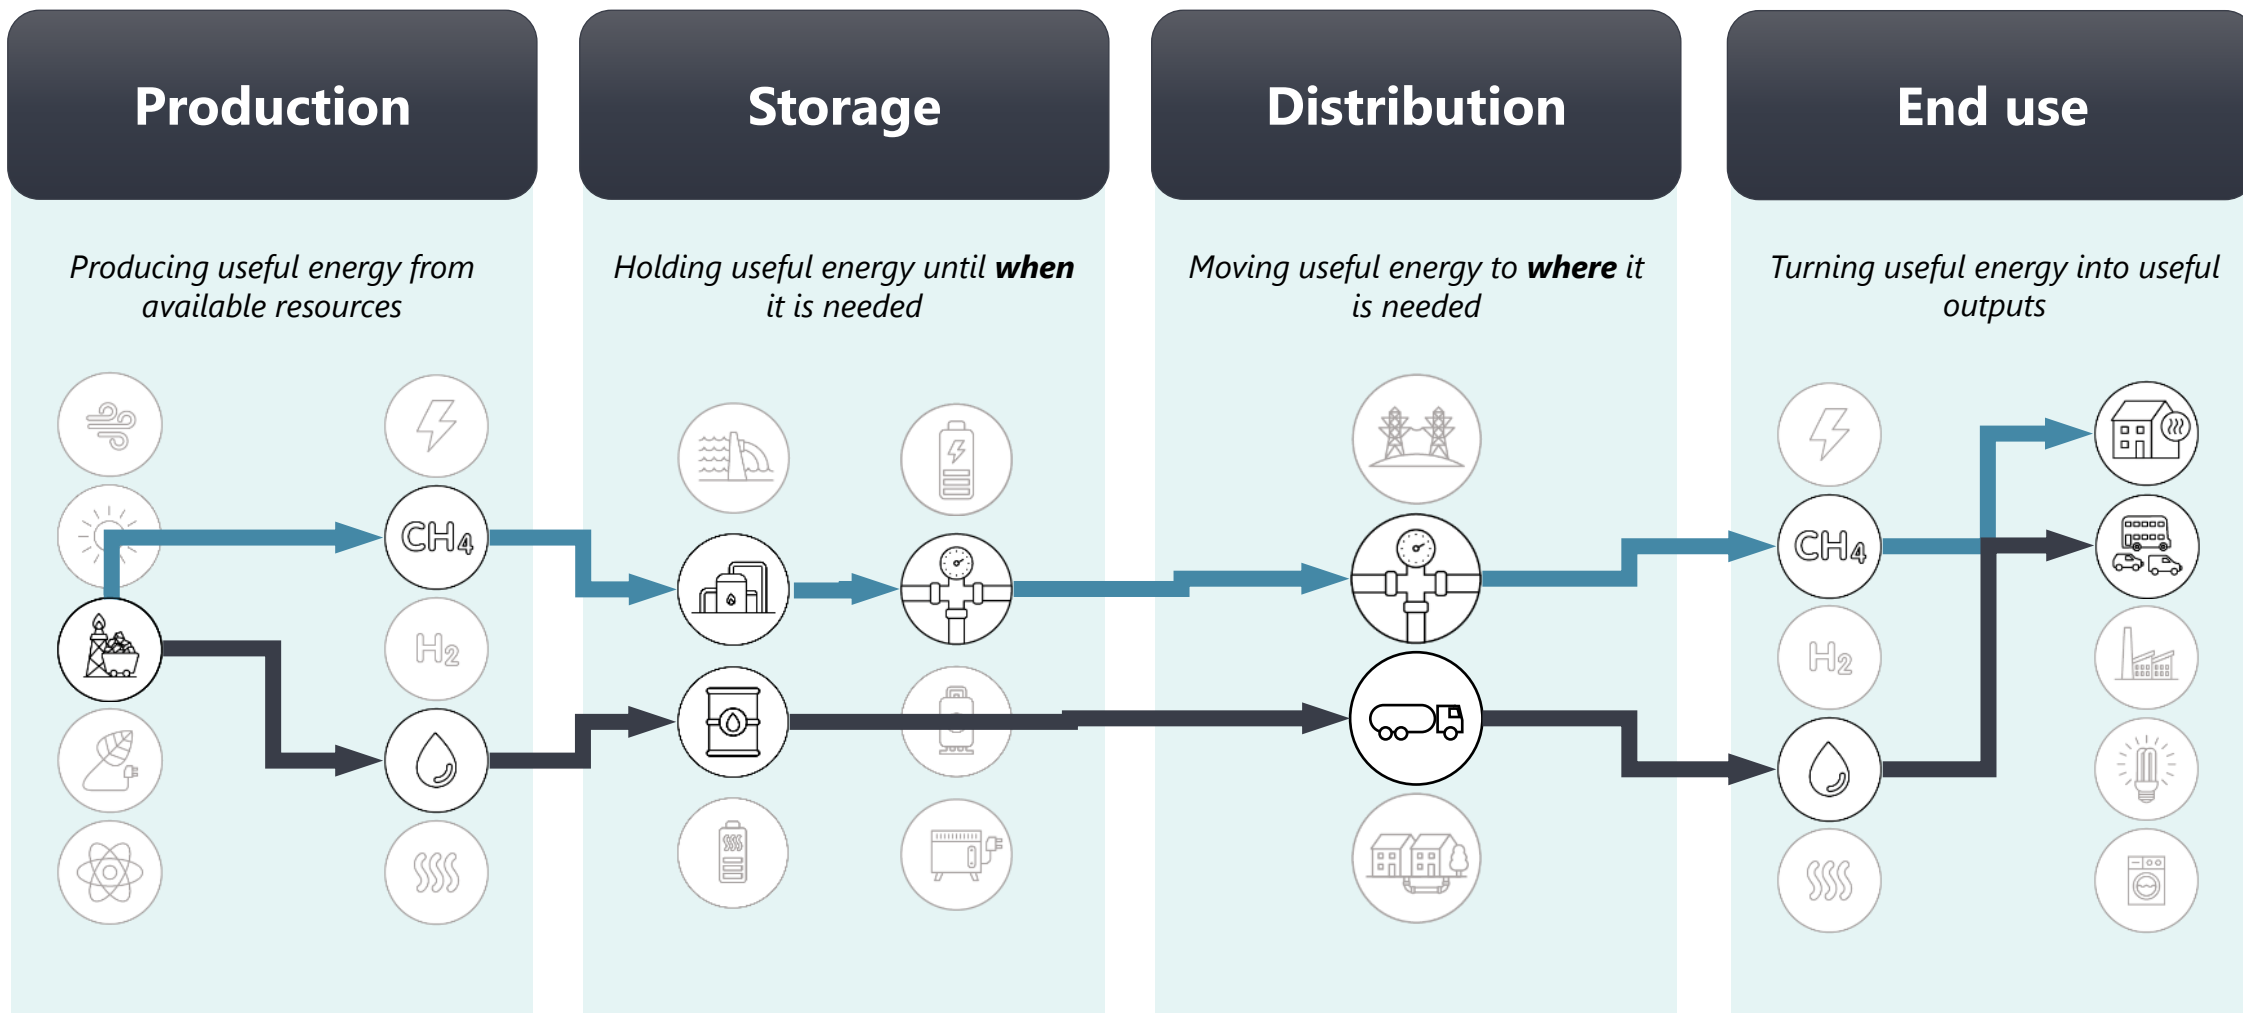 Production
Storage
Distribution
End use
Producing useful energy from
available resources
Holding useful energy until when
it is needed
Moving useful energy to where it
is needed
Turning useful energy into useful
outputs
CH₄
H₂
CH₄
H₂